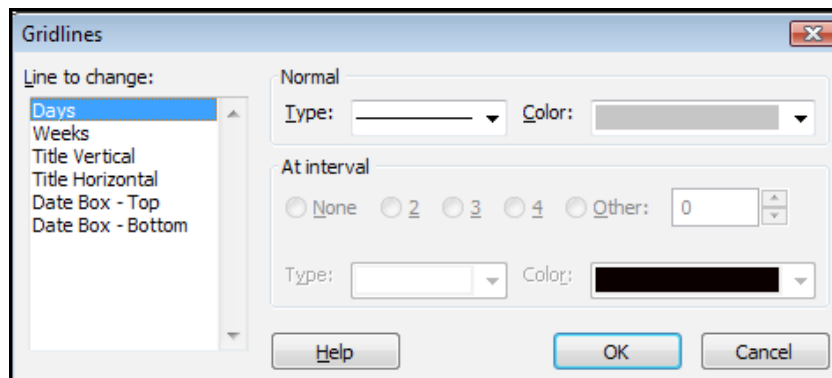 Gridlines
Line to change:
Days
Weeks
Title Vertical
Title Horizontal
Date Box - Top
Date Box - Bottom
Normal
Type: Color:
At interval
None 2 3 4 Other: 0
Type: Color:
Help OK Cancel